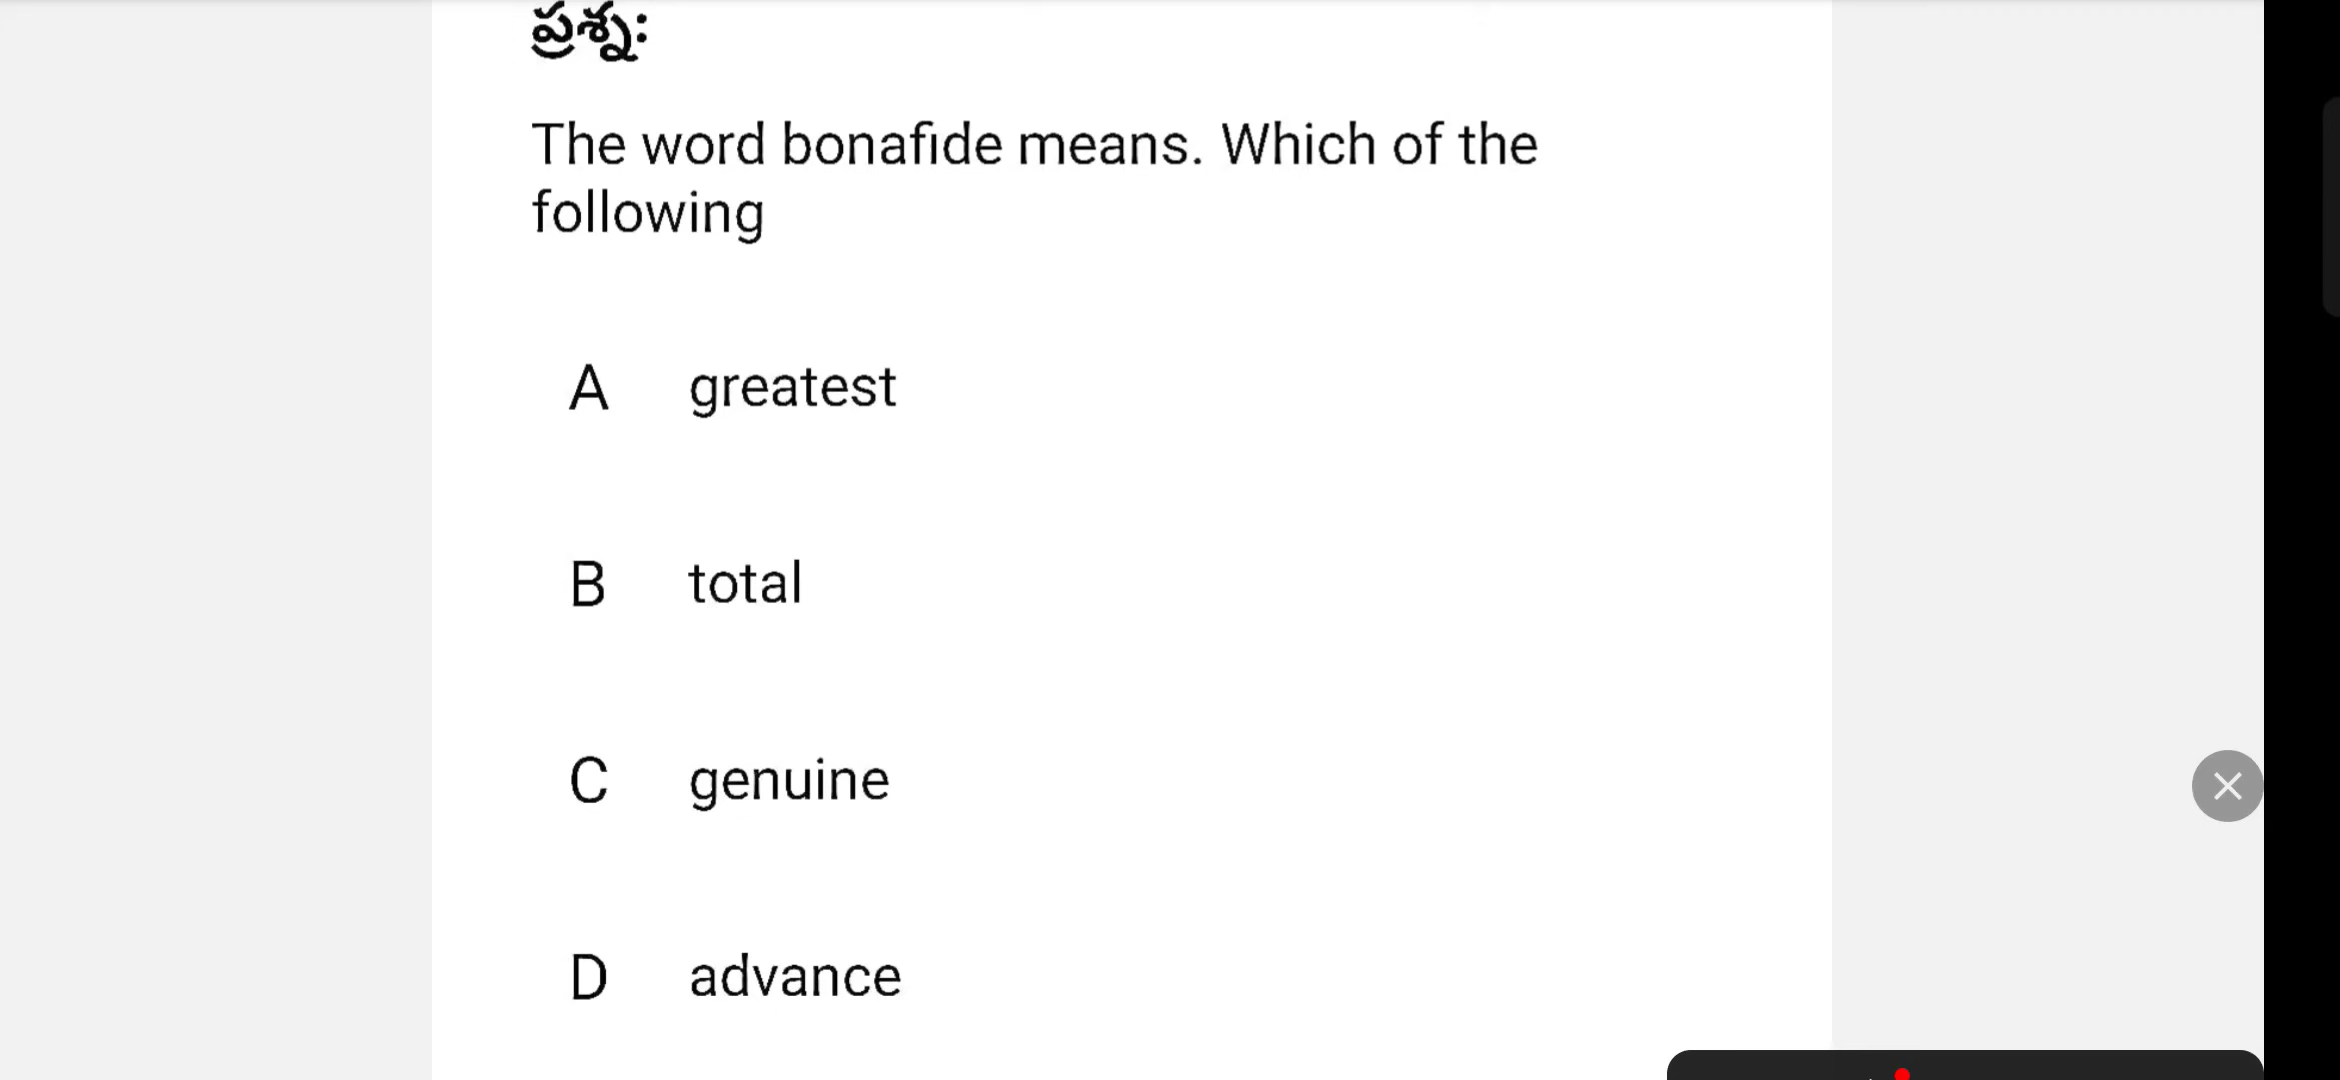 ప్రశ్న:
The word bonafide means. Which of the
following
A greatest
B total
C genuine
D advance